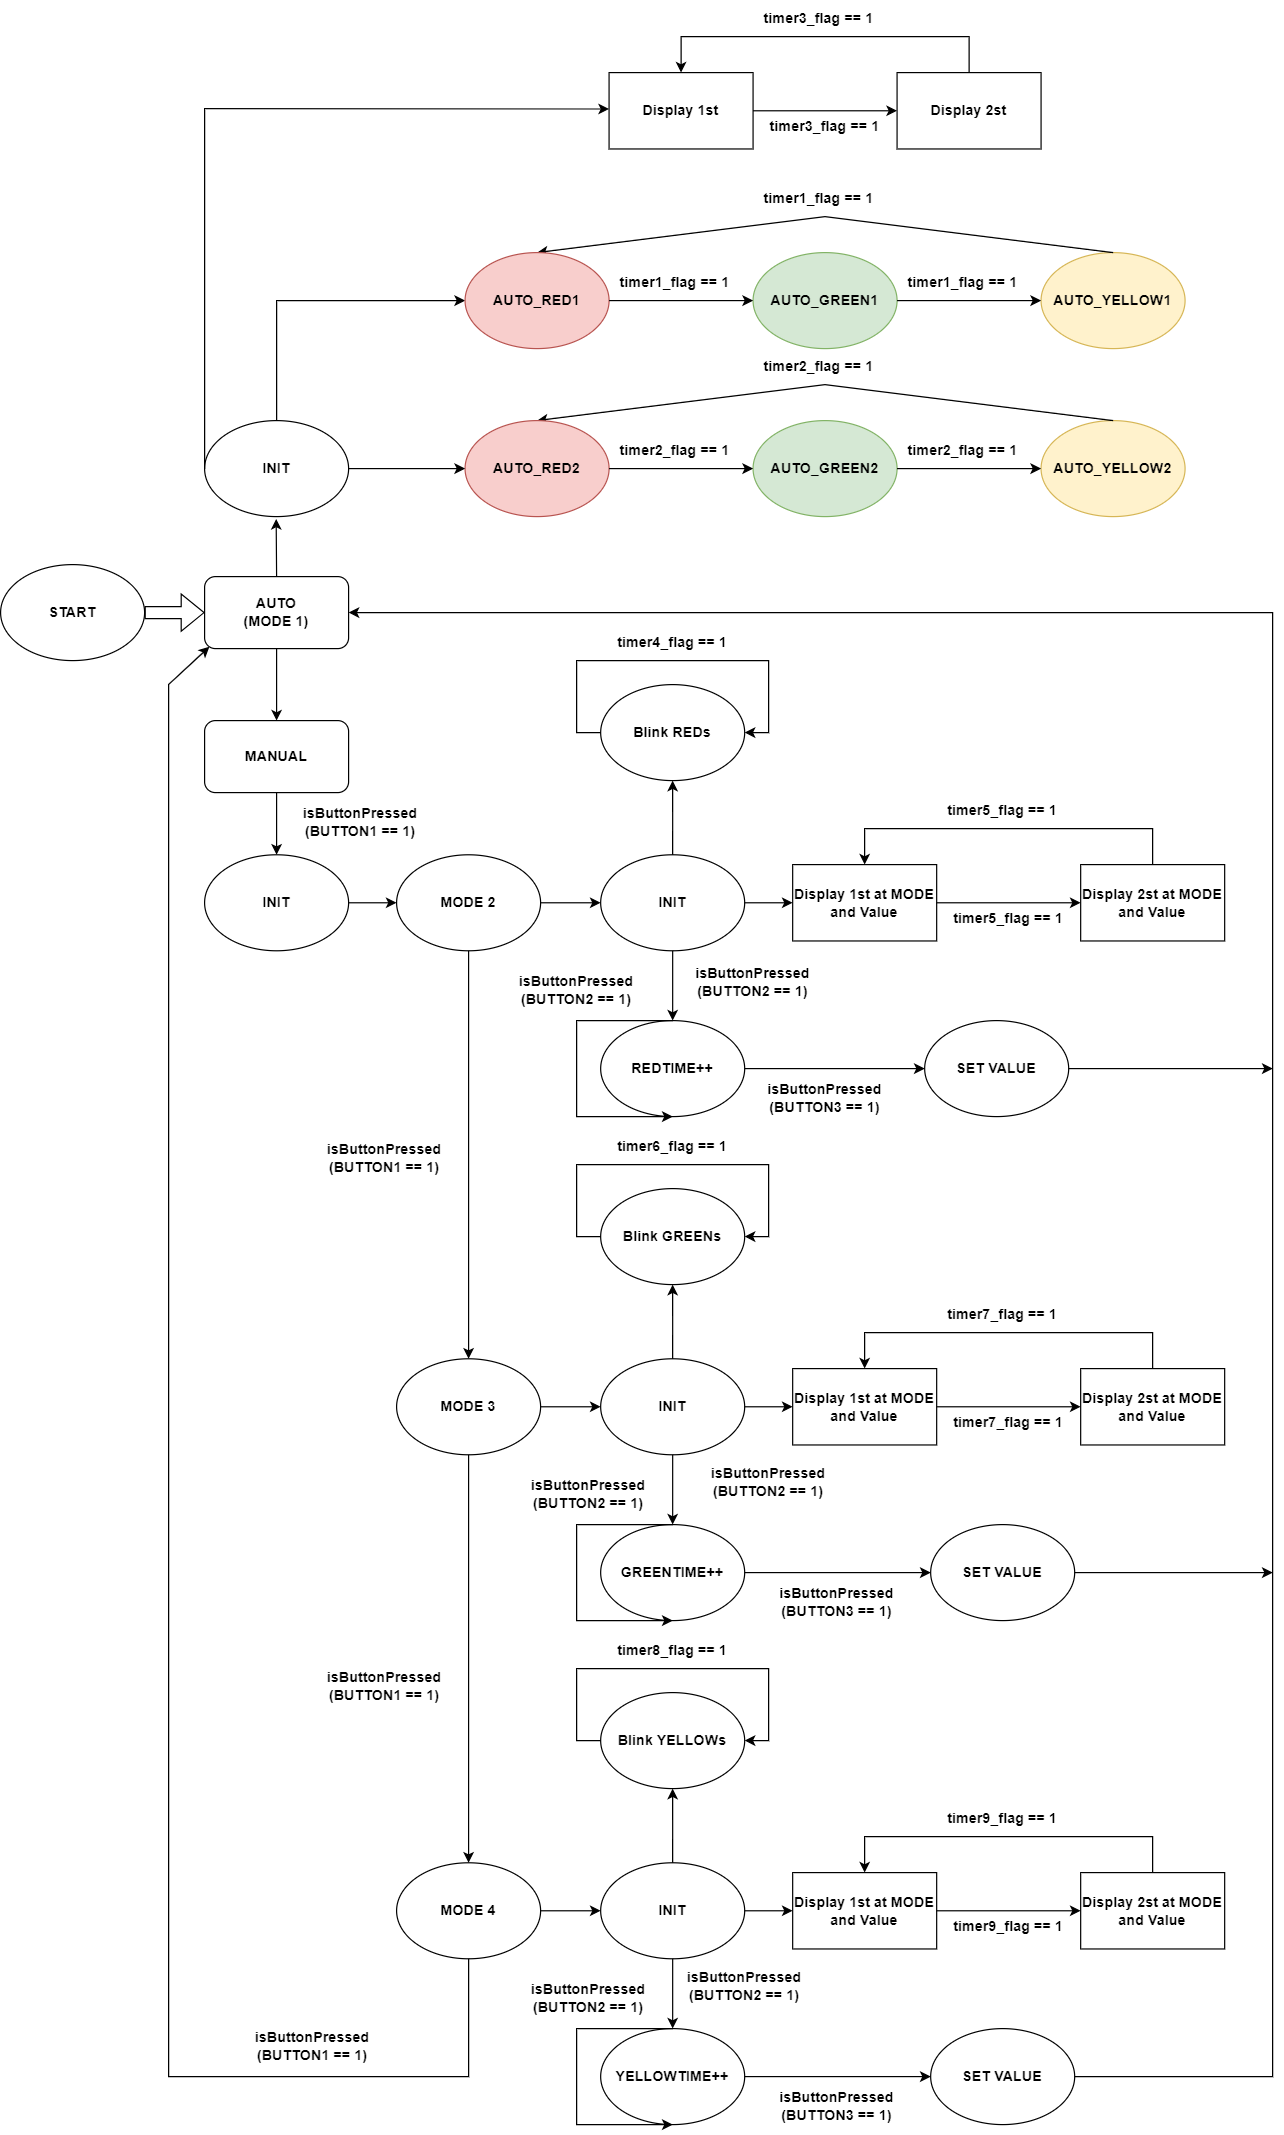 timer3_flag == 1
Display 1st
Display 2st
timer3_flag == 1
timer1_flag == 1
timer1_flag == 1
timer1_flag == 1
AUTO_RED1
AUTO_GREEN1
AUTO_YELLOW1
timer2_flag == 1
timer2_flag == 1
timer2_flag == 1
INIT
AUTO_RED2
AUTO_GREEN2
AUTO_YELLOW2
START
AUTO
(MODE 1)
timer4_flag == 1
Blink REDs
MANUAL
isButtonPressed
(BUTTON1 == 1)
timer5_flag == 1
INIT
MODE 2
INIT
Display 1st at MODE
and Value
timer5_flag == 1
Display 2st at MODE
and Value
isButtonPressed
(BUTTON2 == 1)
isButtonPressed
(BUTTON2 == 1)
REDTIME++
isButtonPressed
(BUTTON3 == 1)
SET VALUE
isButtonPressed
(BUTTON1 == 1)
timer6_flag == 1
Blink GREENs
timer7_flag == 1
MODE 3
INIT
Display 1st at MODE
and Value
timer7_flag == 1
Display 2st at MODE
and Value
isButtonPressed
(BUTTON2 == 1)
isButtonPressed
(BUTTON2 == 1)
GREENTIME++
isButtonPressed
(BUTTON3 == 1)
SET VALUE
isButtonPressed
(BUTTON1 == 1)
timer8_flag == 1
Blink YELLOWs
timer9_flag == 1
MODE 4
INIT
Display 1st at MODE
and Value
timer9_flag == 1
Display 2st at MODE
and Value
isButtonPressed
(BUTTON2 == 1)
isButtonPressed
(BUTTON2 == 1)
isButtonPressed
(BUTTON1 == 1)
YELLOWTIME++
isButtonPressed
(BUTTON3 == 1)
SET VALUE